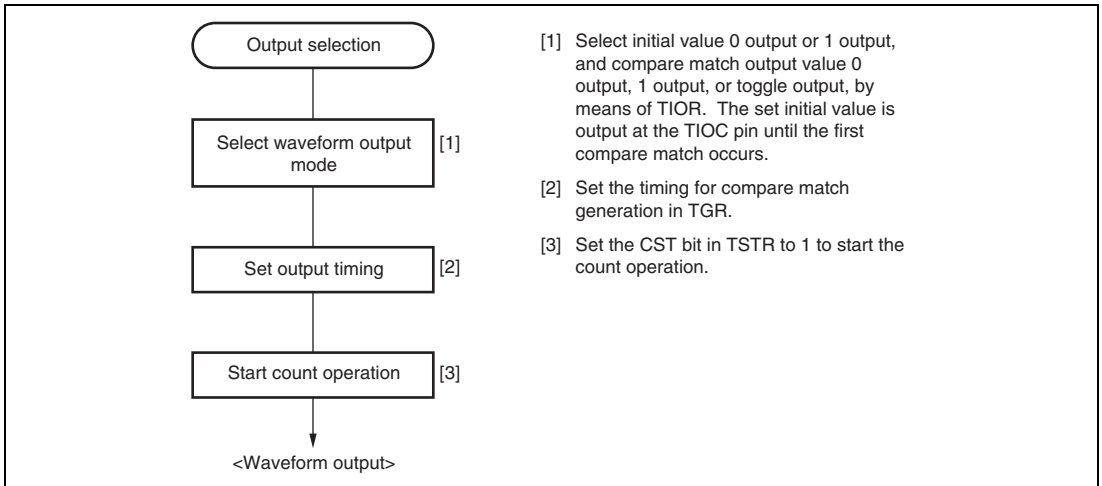 Output selection
Select waveform output
mode
[1]
Set output timing
[2]
Start count operation
[3]
<Waveform output>
[1] Select initial value 0 output or 1 output,
and compare match output value 0
output, 1 output, or toggle output, by
means of TIOR. The set initial value is
output at the TIOC pin until the first
compare match occurs.
[2] Set the timing for compare match
generation in TGR.
[3] Set the CST bit in TSTR to 1 to start the
count operation.